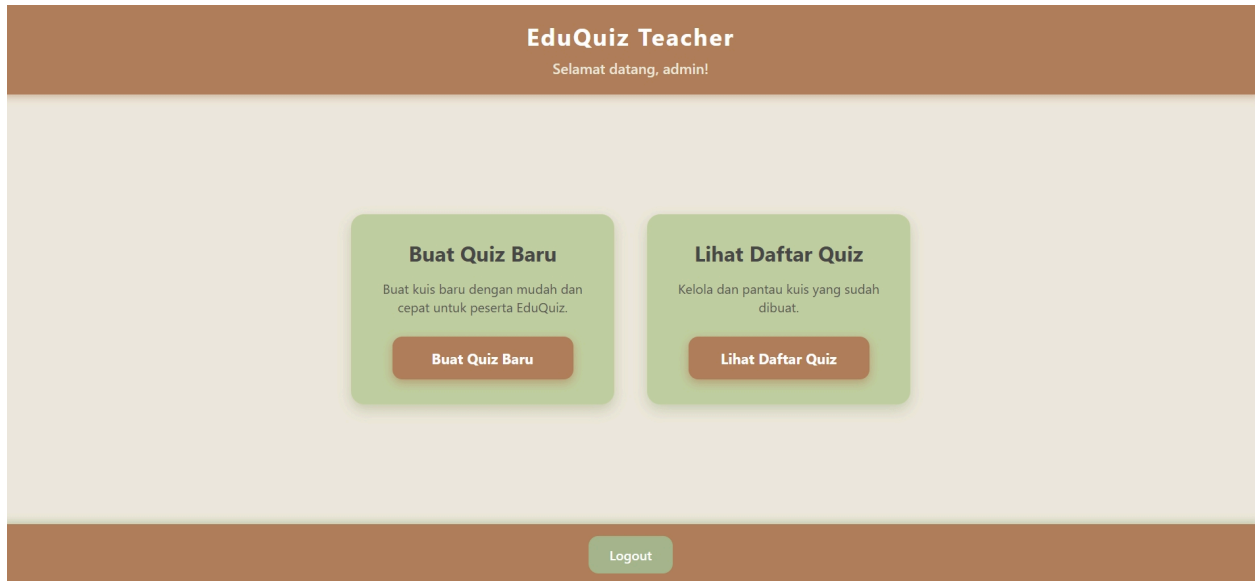 EduQuiz Teacher
Selamat datang, admin!
Buat Quiz Baru
Buat kuis baru dengan mudah dan
cepat untuk peserta EduQuiz.
Buat Quiz Baru
Lihat Daftar Quiz
Kelola dan pantau kuis yang sudah
dibuat.
Lihat Daftar Quiz
Logout